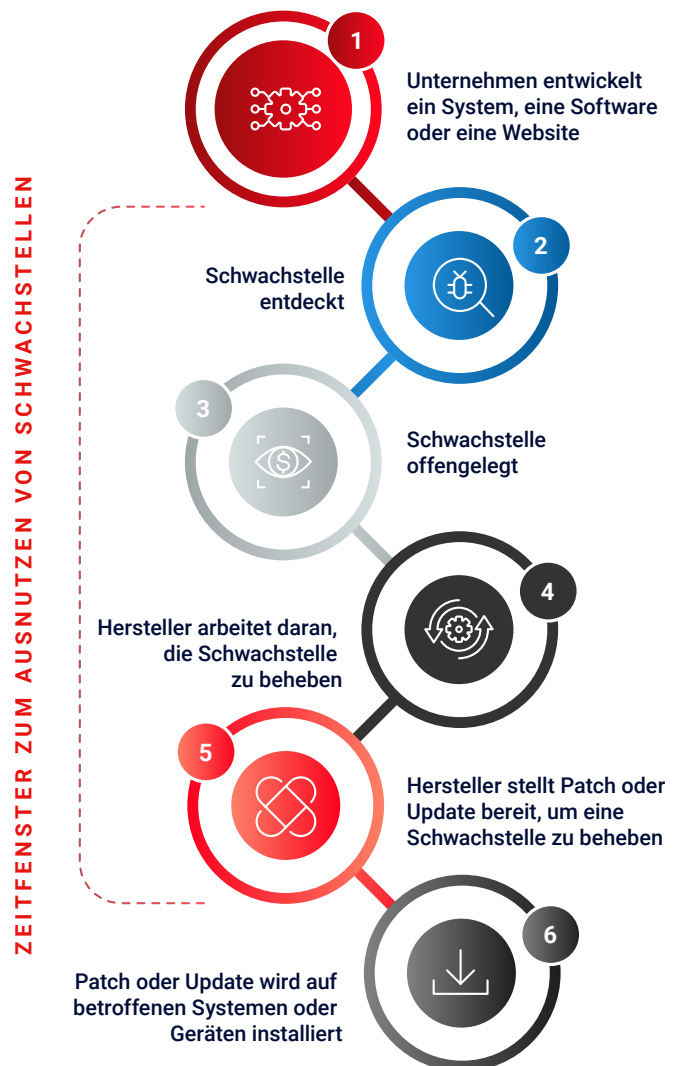 1
Unternehmen entwickelt
ein System, eine Software
oder eine Website
ZEITFENSTER ZUM AUSNUTZEN VON SCHWACHSTELLEN
2
Schwachstelle
entdeckt
3
$
Schwachstelle
offengelegt
4
Hersteller arbeitet daran,
die Schwachstelle
zu beheben
5
Hersteller stellt Patch oder
Update bereit, um eine
Schwachstelle zu beheben
6
Patch oder Update wird auf
betroffenen Systemen oder
Geräten installiert